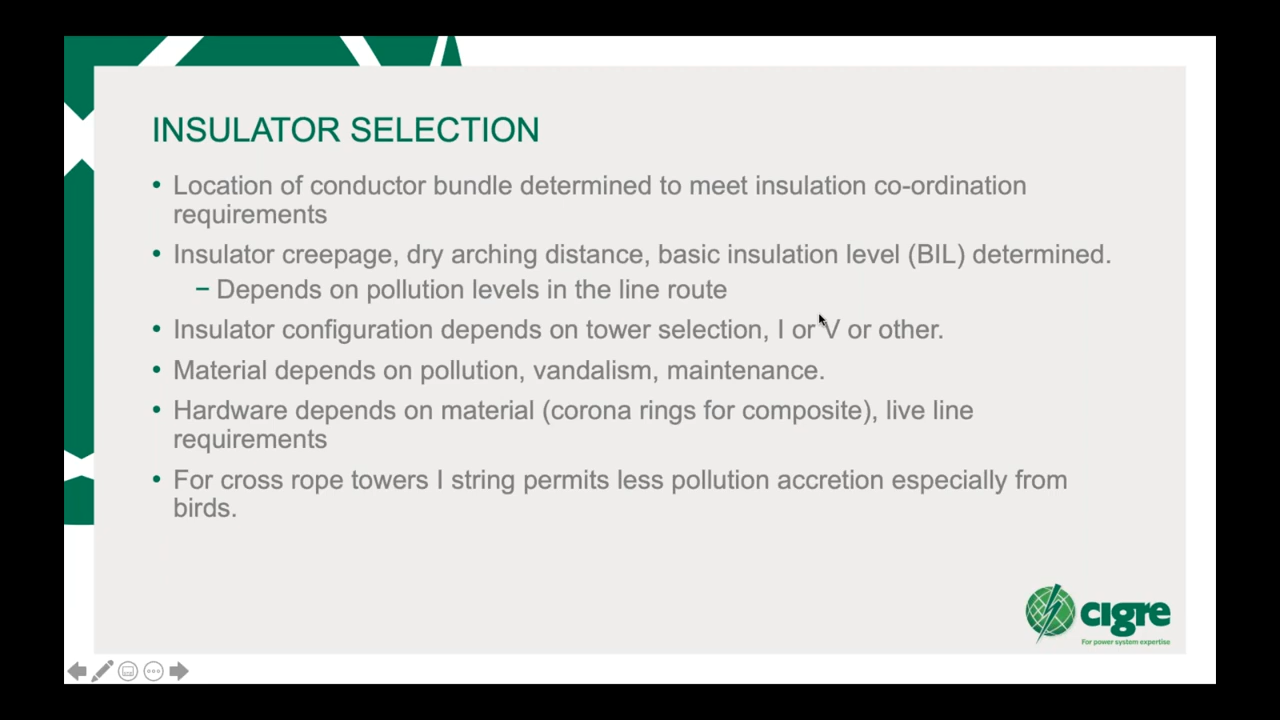 INSULATOR SELECTION
• Location of conductor bundle determined to meet insulation co-ordination
requirements
• Insulator creepage, dry arching distance, basic insulation level (BIL) determined.
– Depends on pollution levels in the line route
• Insulator configuration depends on tower selection, I or V or other.
• Material depends on pollution, vandalism, maintenance.
• Hardware depends on material (corona rings for composite), live line
requirements
• For cross rope towers I string permits less pollution accretion especially from
birds.
cigre
For power system expertise